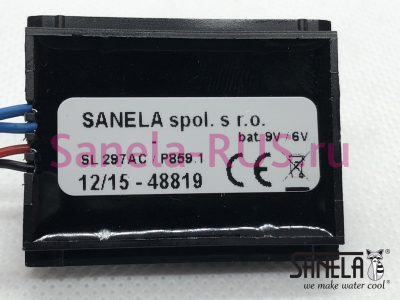 SANELA spol. s r.o.
- bat 9V / 6V
Sanela-RUS.ru
SL 297AC / P859.1
12/15 - 48819
CE
SANELA
we make water cool®